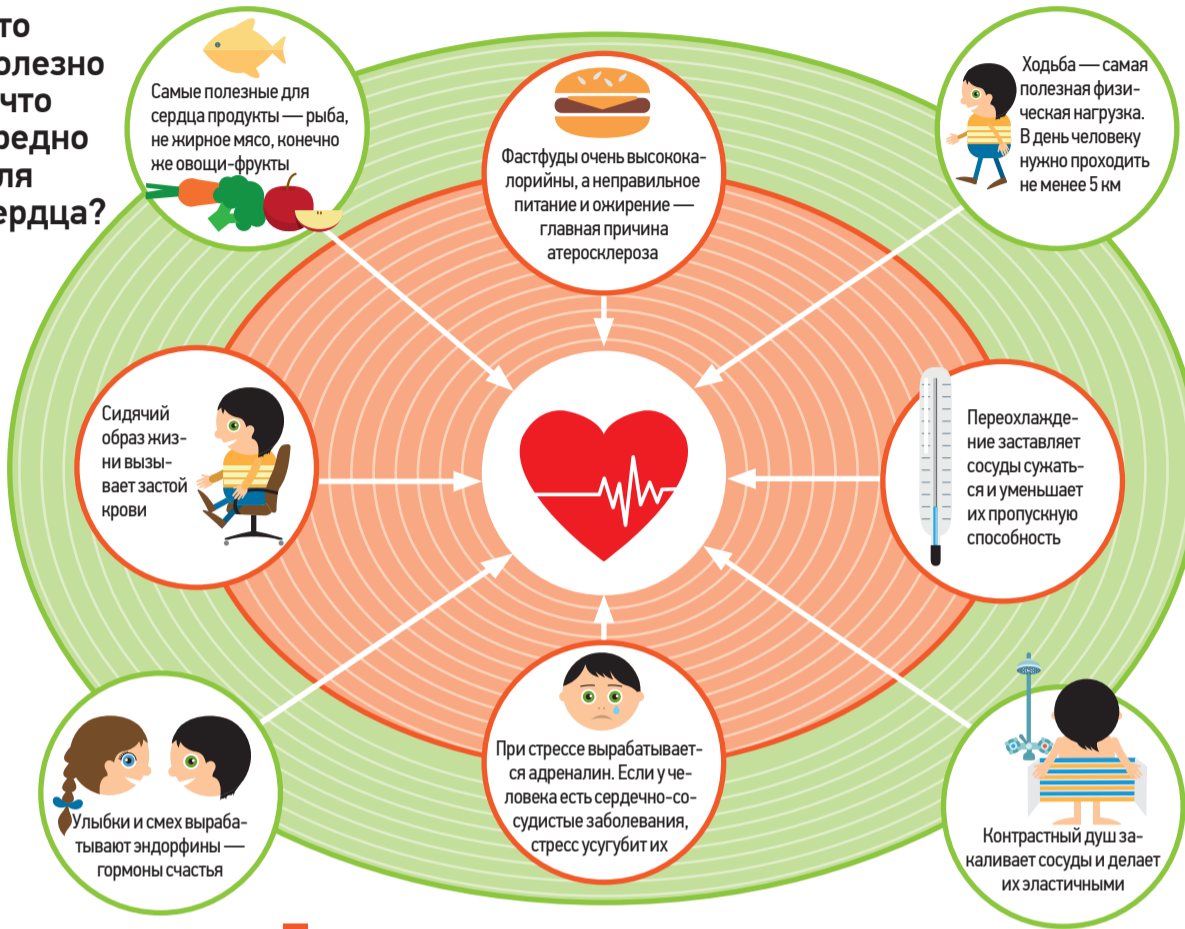 то
олезно
что
редно
ля
ердца?
Самые полезные для
сердца продукты — рыба,
не жирное мясо, конечно
же овощи-фрукты
Фастфуды очень высокока-
лорийны, а неправильное
питание и ожирение —
главная причина
атеросклероза
Ходьба — самая
полезная физи-
ческая нагрузка.
В день человеку
нужно проходить
не менее 5 км
Сидячий
образ жиз-
ни вызы-
вает застой
крови
Переохлажде-
ние заставляет
сосуды сужать-
ся и уменьшает
их пропускную
способность
Улыбки и смех выраба-
тывают эндорфины —
гормоны счастья
При стрессе вырабатывает-
ся адреналин. Если у че-
ловека есть сердечно-со-
судистые заболевания,
стресс усугубит их
Контрастный душ за-
каливает сосуды и делает
их эластичными